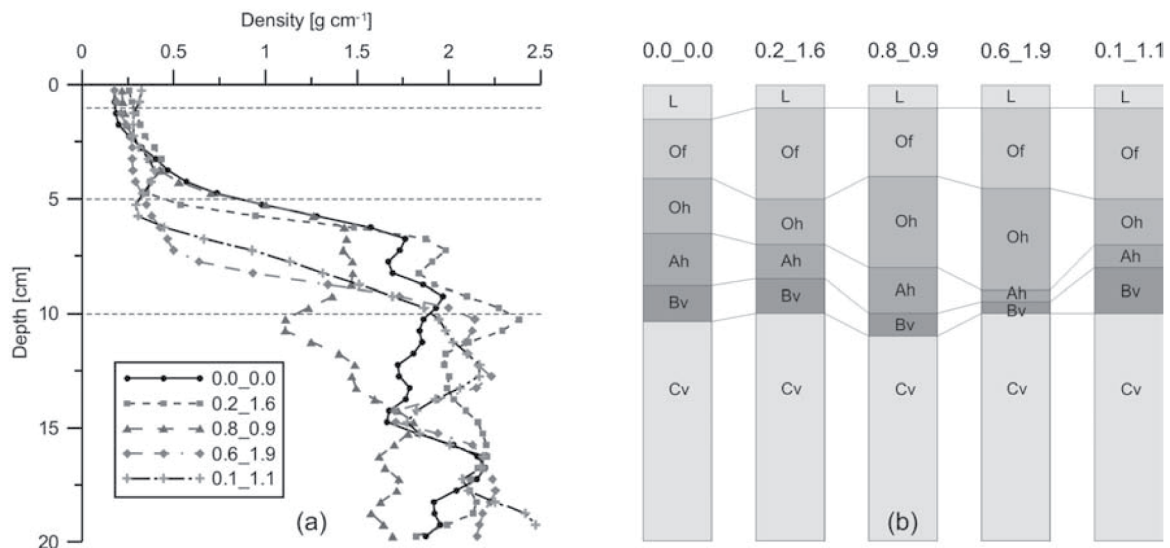 Density [g cm⁻¹]
0 0.5 1 1.5 2 2.5
Depth [cm]
0
5
10
15
20
0.0_0.0
0.2_1.6
0.8_0.9
0.6_1.9
0.1_1.1
(a)
0.0_0.0 0.2_1.6 0.8_0.9 0.6_1.9 0.1_1.1
L L L L L
Of Of Of Of Of
Oh Oh Oh Oh Oh
Ah Ah Ah Ah Ah
Bv Bv Bv Bv Bv
Cv Cv Cv Cv Cv
(b)